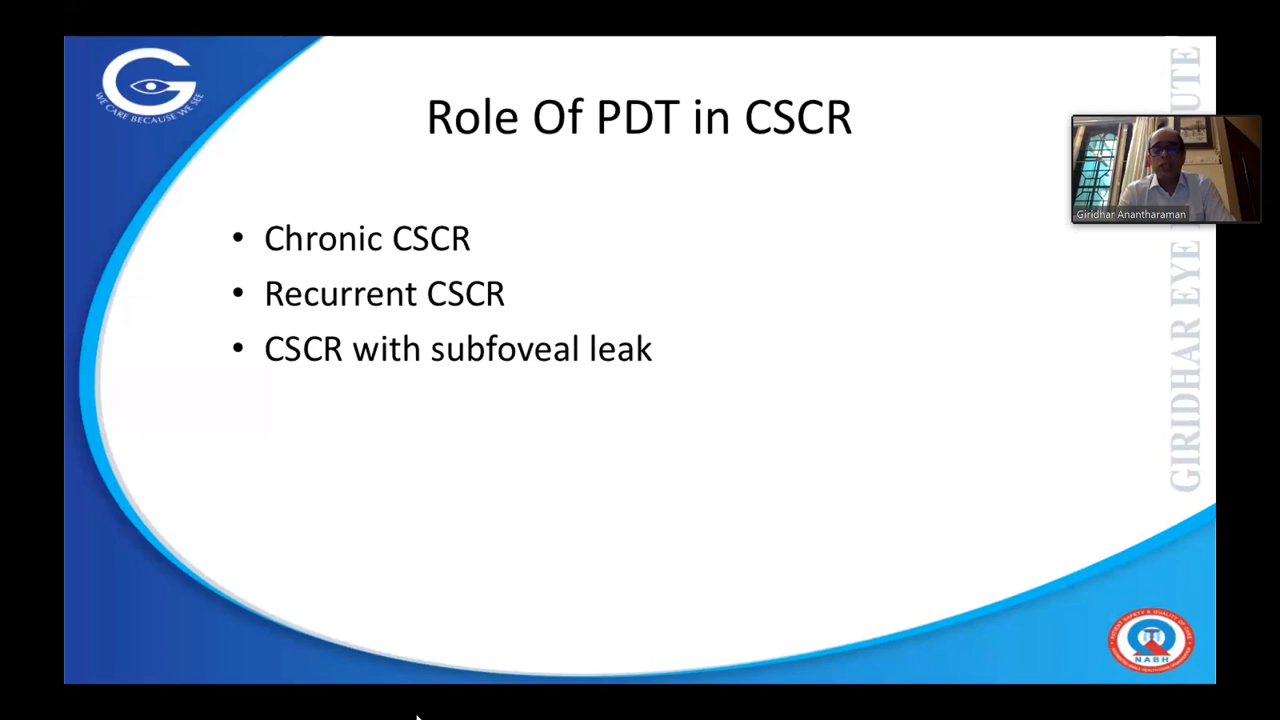 WE CARE BECAUSE WE SEE
Role Of PDT in CSCR
• Chronic CSCR
• Recurrent CSCR
• CSCR with subfoveal leak
Giridhar Anantharaman
GIRIDHAR EYE
UTE
NABH